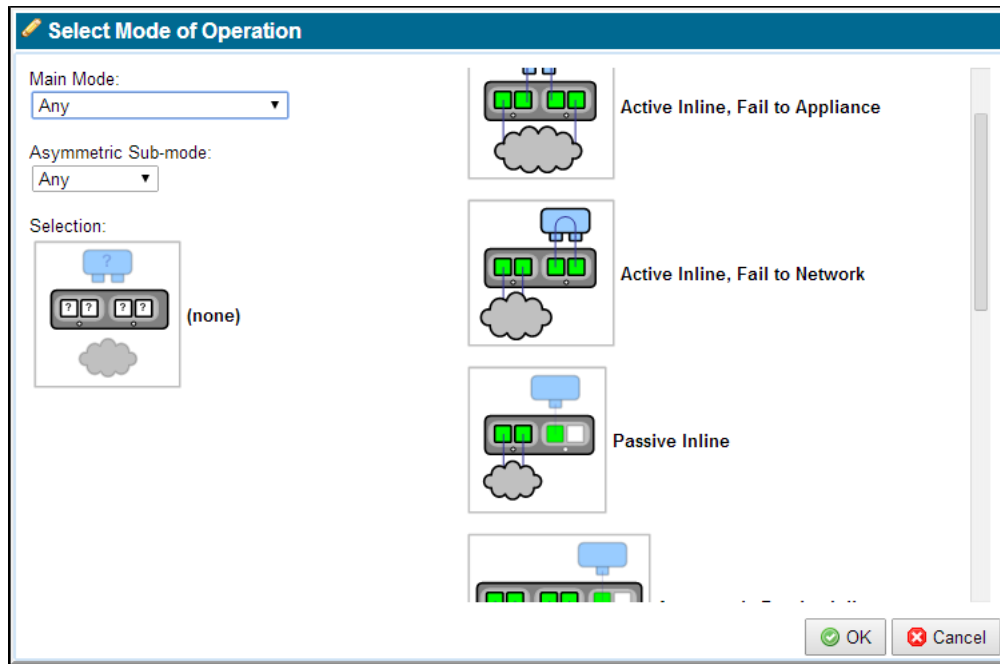 Select Mode of Operation
Main Mode:
Any
Asymmetric Sub-mode:
Any
Selection:
?
? ? ? ?
(none)
Active Inline, Fail to Appliance
Active Inline, Fail to Network
Passive Inline
OK
Cancel